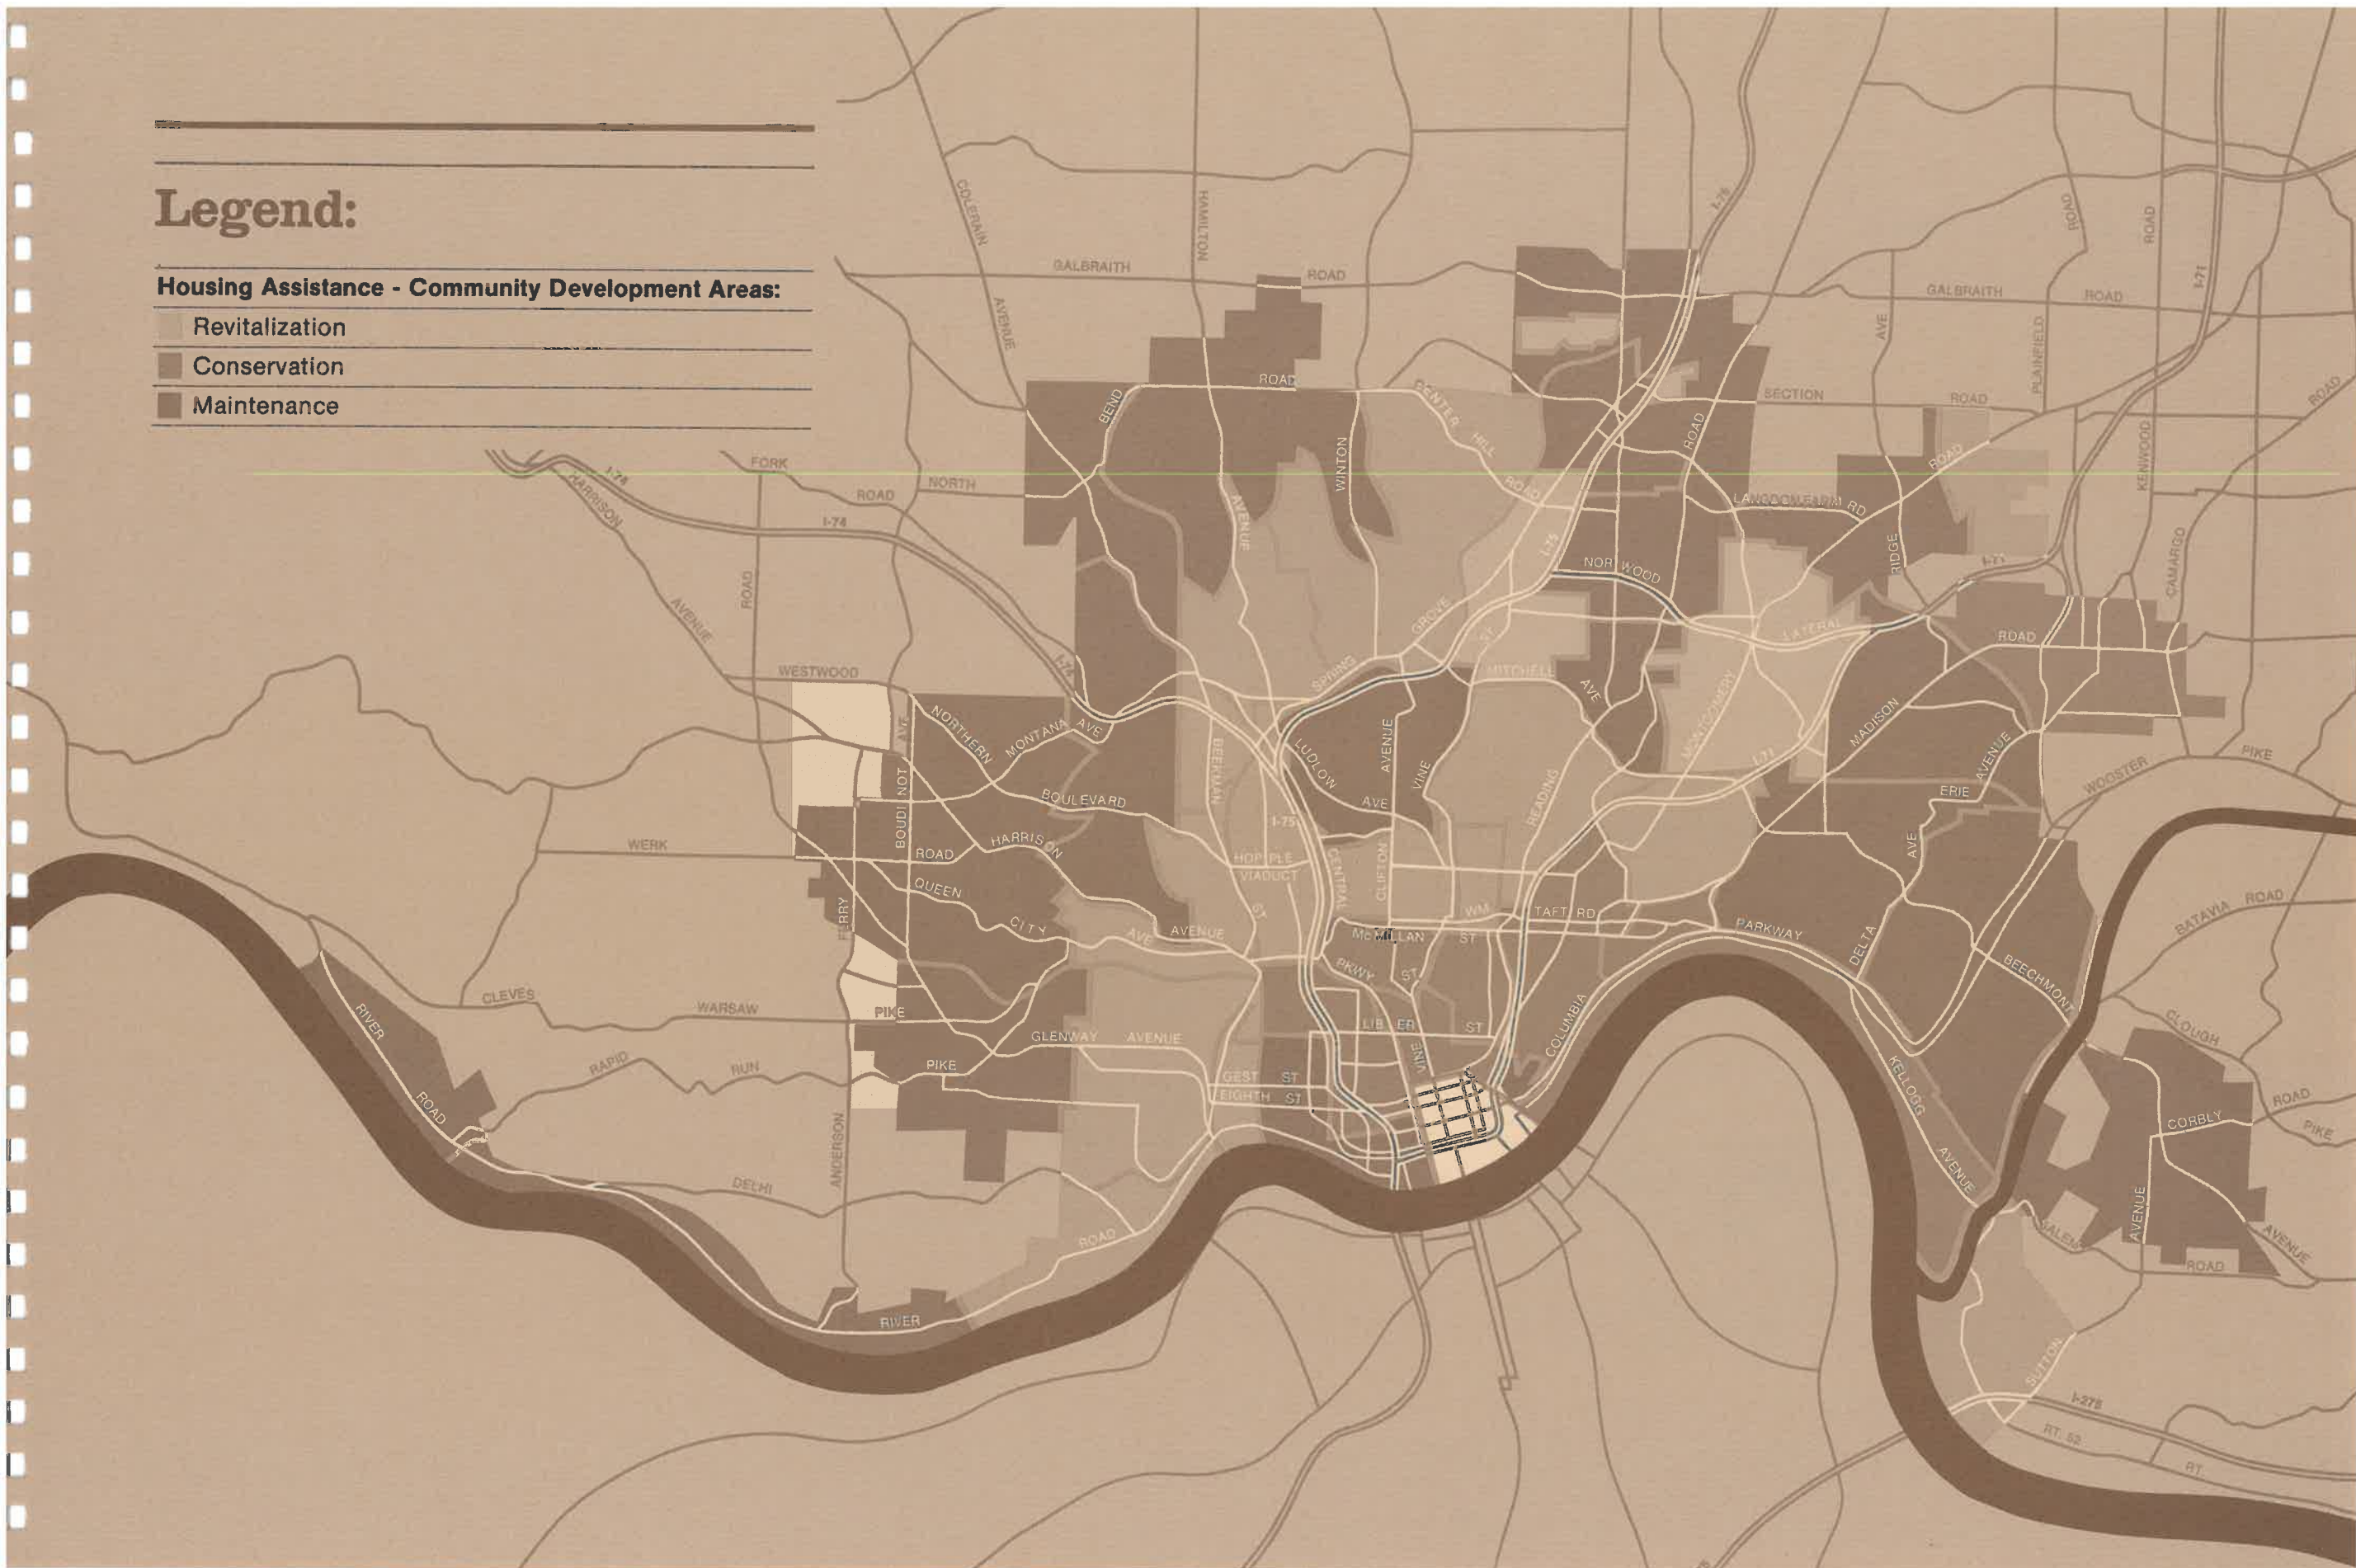 Legend:
Housing Assistance - Community Development Areas:
Revitalization
Conservation
Maintenance
COLERAIN
AVENUE
HAMILTON
AVENUE
GALBRAITH
ROAD
I-75
GALBRAITH
ROAD
ROAD
ROAD
I-71
AVE
PLAINFIELD
ROAD
BEND
ROAD
WINTON
CENTER
HILL
ROAD
SECTION
ROAD
ROAD
ROAD
KENWOOD
FORK
ROAD
NORTH
I-74
HARRISON
AVENUE
I-74
ROAD
LANGDON FARM RD
I-75
NORWOOD
RIDGE
I-71
CAMARGO
GROVE
ST
LATERAL
ROAD
WESTWOOD
I-74
SPRING
MITCHELL
AVE
MONTGOMERY
MADISON
AVENUE
NORTHERN
MONTANA AVE
AVE
BOUDINOT
BOULEVARD
BEEKMAN
ST
LUDLOW
AVE
AVENUE
VINE
READING
I-71
ERIE
AVE
WOOSTER
PIKE
I-75
WERK
ROAD
HARRISON
HOPPLE
VIADUCT
CENTRAL
CLIFTON
QUEEN
CITY
AVE
AVENUE
WM
TAFT RD
McMILLAN
ST
PARKWAY
DELTA
BEECHMONT
BATAVIA ROAD
FERRY
CLEVES
WARSAW
PIKE
PKWY
ST
COLUMBIA
RIVER
ROAD
RAPID
RUN
PIKE
GLENWAY
AVENUE
LIBER
ST
VINE
GEST ST
EIGHTH ST
KELLOGG
AVENUE
CLOUGH
ROAD
PIKE
CORBLY
AVENUE
AVENUE
ANDERSON
DELHI
ROAD
RIVER
ROAD
SUTTON
I-275
RT. 52
RT.